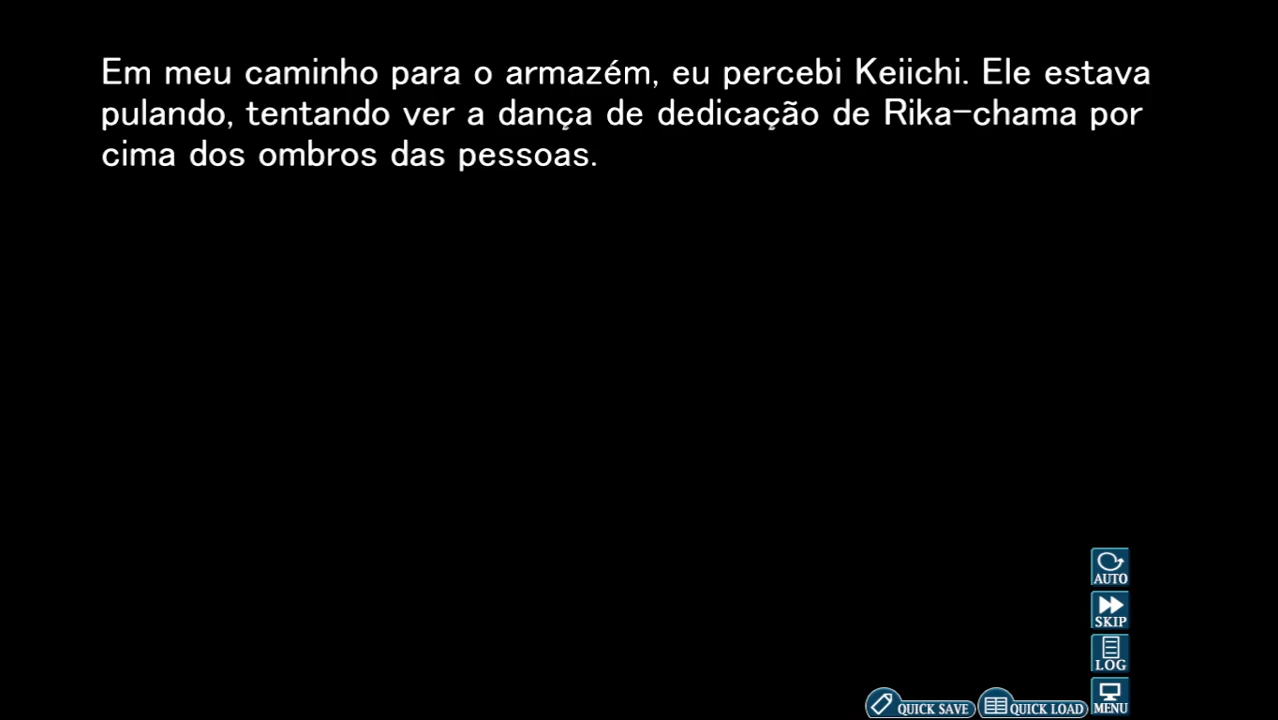 Em meu caminho para o armazém, eu percebi Keiichi. Ele estava
pulando, tentando ver a dança de dedicação de Rika-chama por
cima dos ombros das pessoas.
AUTO
SKIP
LOG
MENU
QUICK SAVE
QUICK LOAD